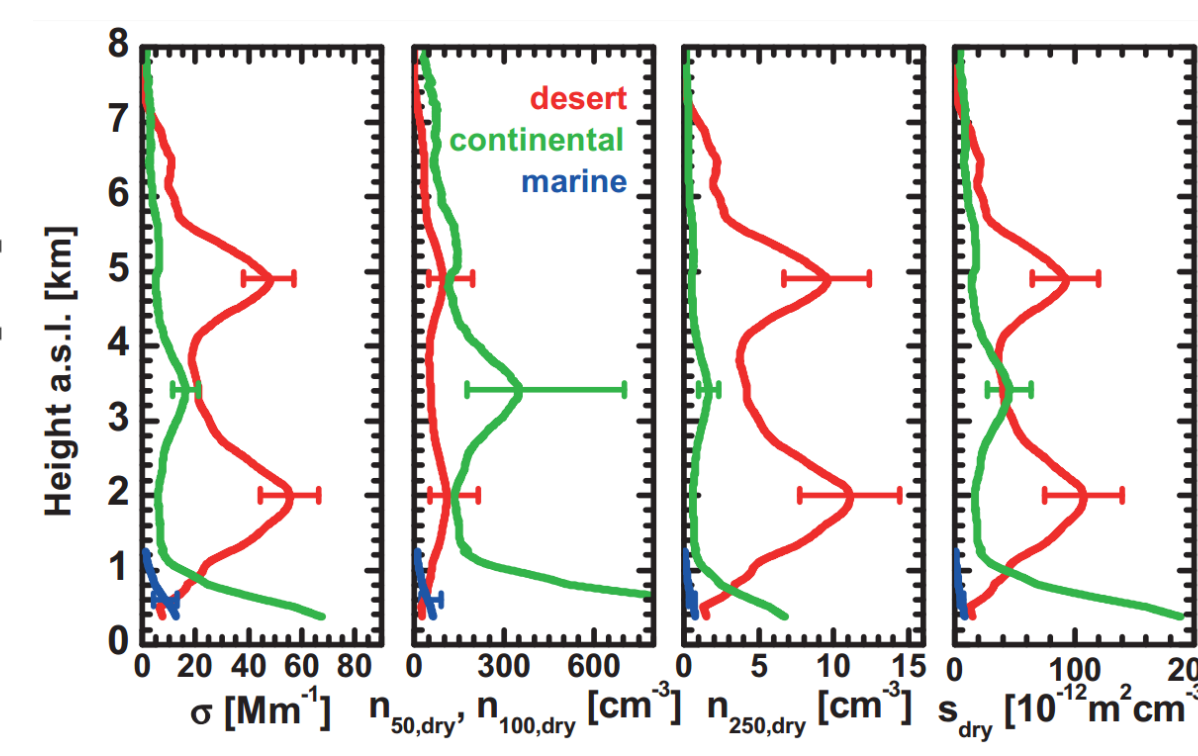 8
7
6
5
4
3
2
1
0
Height a.s.l. [km]
desert
continental
marine
0 20 40 60 80
σ [Mm⁻¹]
0 300 600
n50,dry, n100,dry [cm⁻³]
0 5 10 15
n250,dry [cm⁻³]
0 100 20
sdry [10⁻¹²m²cm⁻³